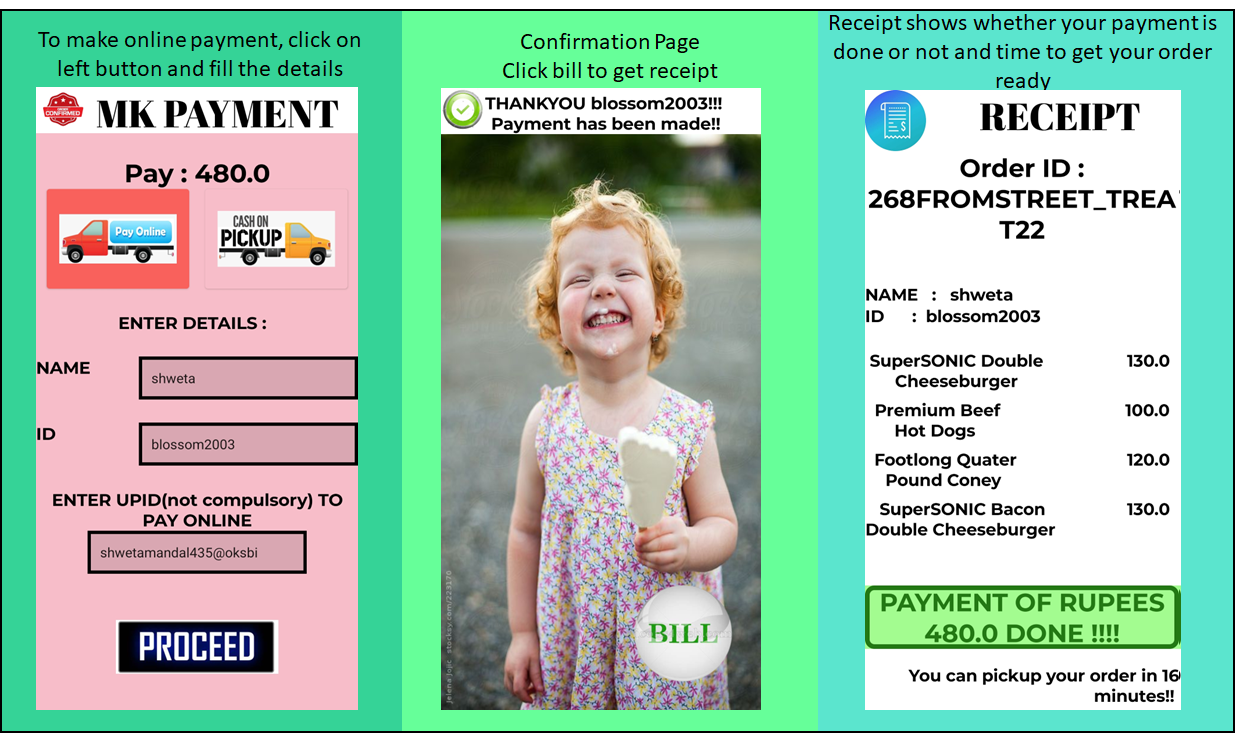 To make online payment, click on
left button and fill the details
MK PAYMENT
Pay : 480.0
Pay Online
CASH ON
PICKUP
ENTER DETAILS :
NAME
shweta
ID
blossom2003
ENTER UPID(not compulsory) TO
PAY ONLINE
shwetamandal435@oksbi
PROCEED
Confirmation Page
Click bill to get receipt
THANKYOU blossom2003!!!
Payment has been made!!
BILL
Receipt shows whether your payment is
done or not and time to get your order
ready
RECEIPT
Order ID :
268FROMSTREET_TREA
T22
NAME : shweta
ID : blossom2003
SuperSONIC Double 130.0
Cheeseburger
Premium Beef 100.0
Hot Dogs
Footlong Quater 120.0
Pound Coney
SuperSONIC Bacon 130.0
Double Cheeseburger
PAYMENT OF RUPEES
480.0 DONE !!!!
You can pickup your order in
minutes!!